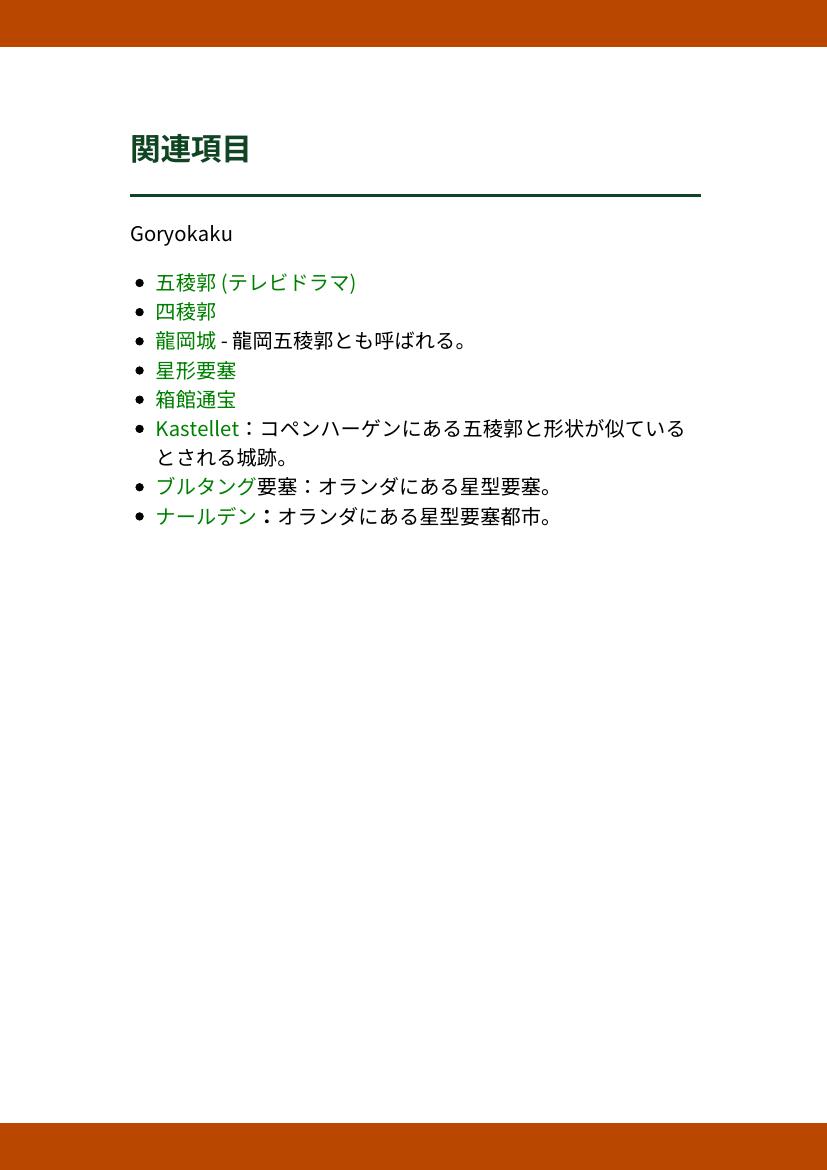 関連項目
Goryokaku
五稜郭 (テレビドラマ)
四稜郭
龍岡城 - 龍岡五稜郭とも呼ばれる。
星形要塞
箱館通宝
Kastellet：コペンハーゲンにある五稜郭と形状が似ている
とされる城跡。
ブルタング要塞：オランダにある星型要塞。
ナールデン：オランダにある星型要塞都市。